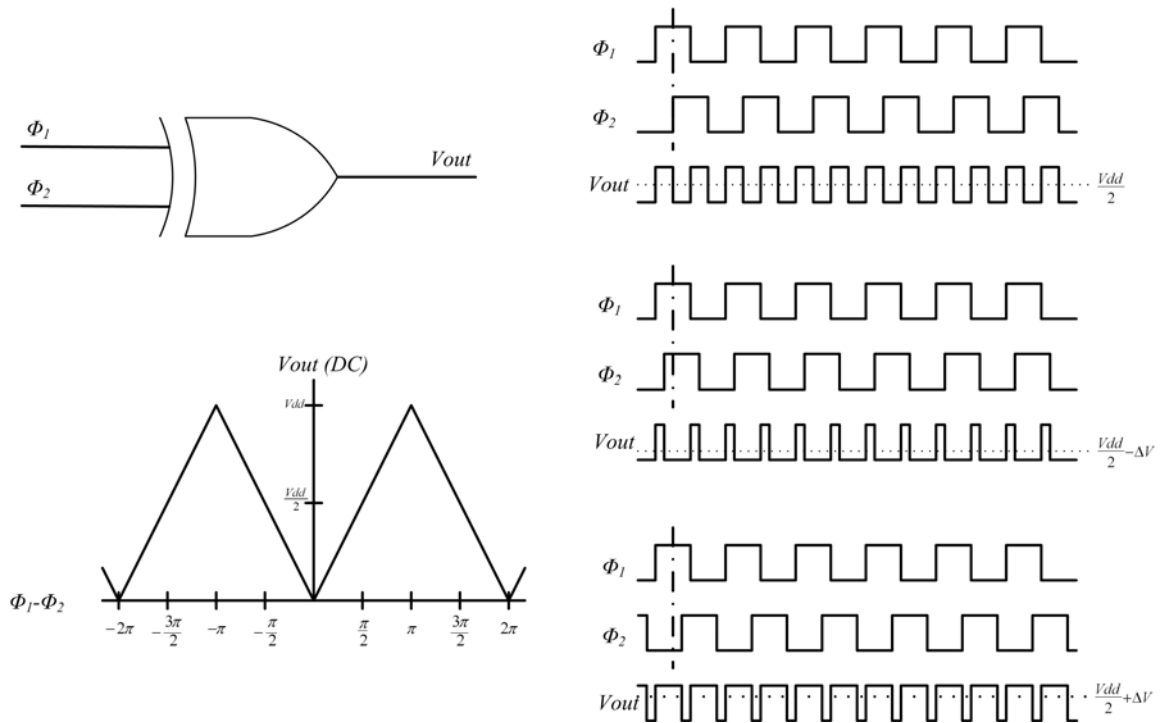 Φ1
Φ2
Vout
Vout (DC)
Vdd
Vdd/2
Φ1-Φ2
-2π
-3π/2
-π
-π/2
π/2
π
3π/2
2π
Φ1
Φ2
Vout
Vdd/2
Φ1
Φ2
Vout
Vdd/2 -ΔV
Φ1
Φ2
Vout
Vdd/2 +ΔV